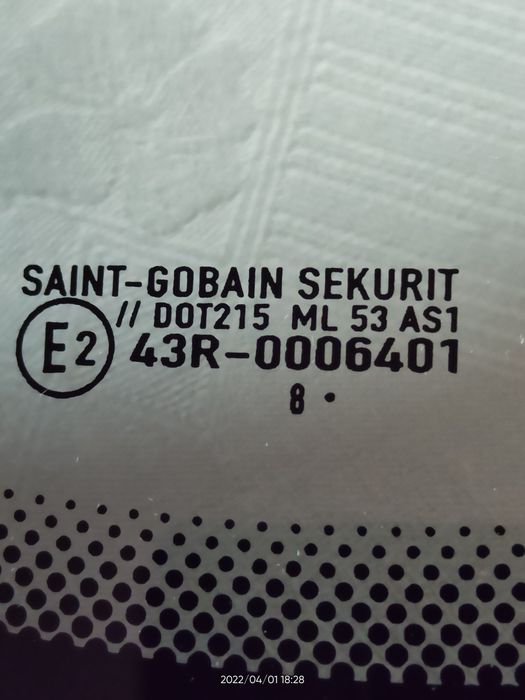 SAINT-GOBAIN SEKURIT
// DOT215 ML 53 AS1
E2 43R-0006401
8 •
2022/04/01 18:28